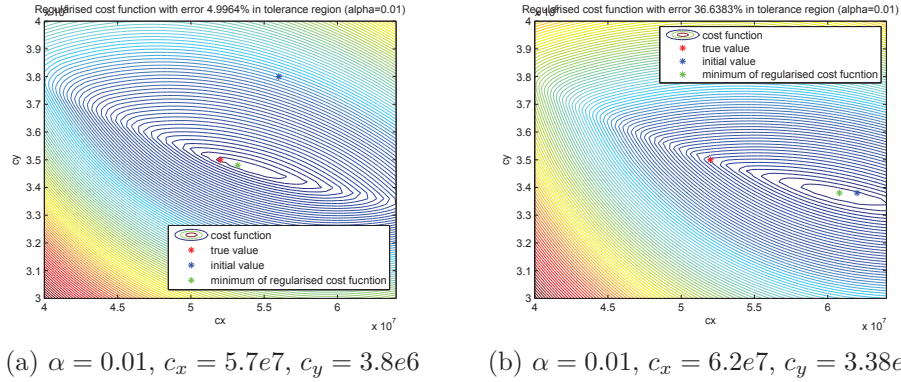 Regularised cost function with error 4.9964% in tolerance region (alpha=0.01)
4
3.9
3.8
3.7
3.6
3.5
3.4
3.3
3.2
3.1
3
cy
cost function
true value
initial value
minimum of regularised cost fucntion
4
4.5
5
5.5
6
cx
x 10^7
(a) α = 0.01, c_x = 5.7e7, c_y = 3.8e6
Regularised cost function with error 36.6383% in tolerance region (alpha=0.01)
4
3.9
3.8
3.7
3.6
3.5
3.4
3.3
3.2
3.1
3
cy
cost function
true value
initial value
minimum of regularised cost fucntion
4
4.5
5
5.5
6
cx
x 10^7
(b) α = 0.01, c_x = 6.2e7, c_y = 3.38e